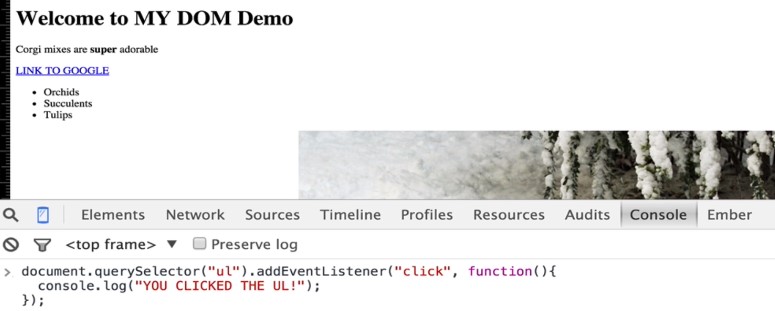 Welcome to MY DOM Demo
Corgi mixes are super adorable
LINK TO GOOGLE
Orchids
Succulents
Tulips
Elements Network Sources Timeline Profiles Resources Audits Console Ember
<top frame> ▼ Preserve log
> document.querySelector("ul").addEventListener("click", function(){
console.log("YOU CLICKED THE UL!");
});